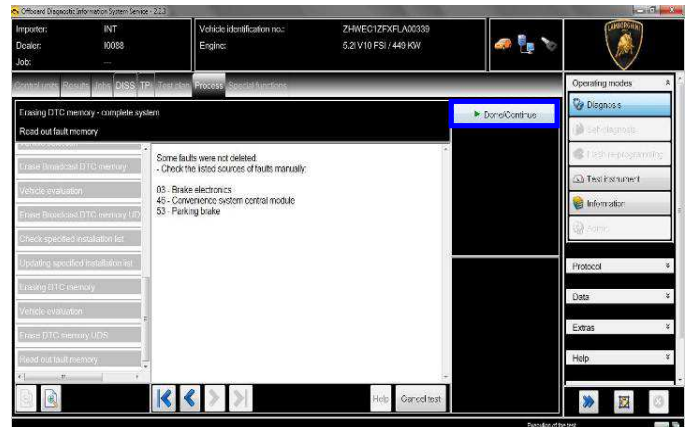 Offboard Diagnostic Information System Service - 2.2.3
Importer: INT
Dealer: I0088
Job: ---
Vehicle identification no.: ZHWEC1ZFXFLA00339
Engine: 5.2l V10 FSI / 449 KW
Control units Results Jobs DISS TPI Test plan Process Special functions
Erasing DTC memory - complete system
Read out fault memory
Done/Continue
Erase Broadcast DTC memory
Vehicle evaluation
Erase Broadcast DTC memory UD
Check specified installation list
Updating specified installation list
Erasing DTC memory
Vehicle evaluation
Erase DTC memory UDS
Read out fault memory
Some faults were not deleted.
- Check the listed sources of faults manually:
03 - Brake electronics
46 - Convenience system central module
53 - Parking brake
Help
Cancel test
Operating modes
Diagnosis
Self-diagnosis
Flash reprogramming
Test instrument
Information
Admin
Protocol
Data
Extras
Help
Execution of the test